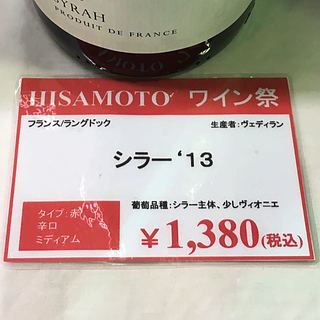 SYRAH
PRODUIT DE FRANCE
HISAMOTO ワイン祭
フランス/ラングドック 生産者:ヴェディラン
シラー‘13
葡萄品種:シラー主体、少しヴィオニエ
タイプ:赤
辛口
ミディアム
¥1,380(税込)